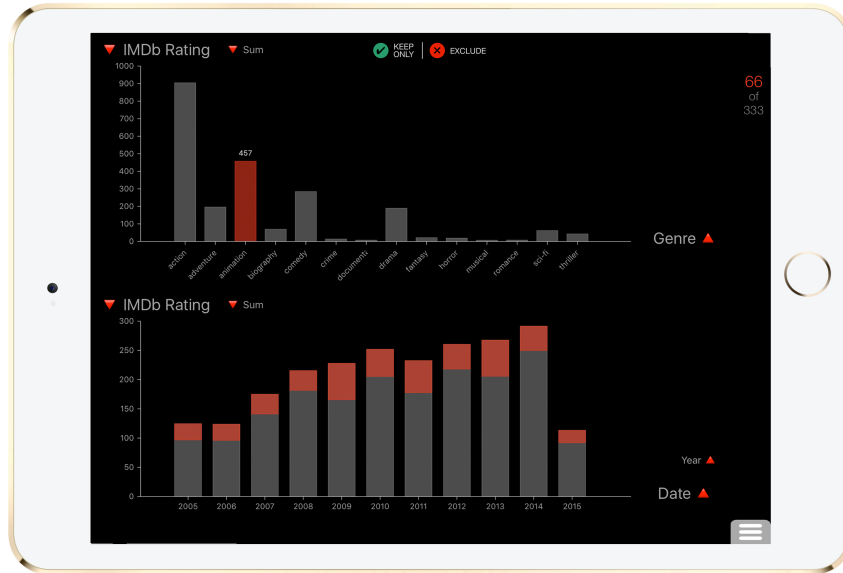 IMDb Rating
Sum
KEEP ONLY
EXCLUDE
66
of
333
1000
900
800
700
600
500
400
300
200
100
0
457
action
adventure
animation
biography
comedy
crime
documenta
drama
fantasy
horror
musical
romance
sci-fi
thriller
Genre
IMDb Rating
Sum
300
250
200
150
100
50
0
2005
2006
2007
2008
2009
2010
2011
2012
2013
2014
2015
Year
Date